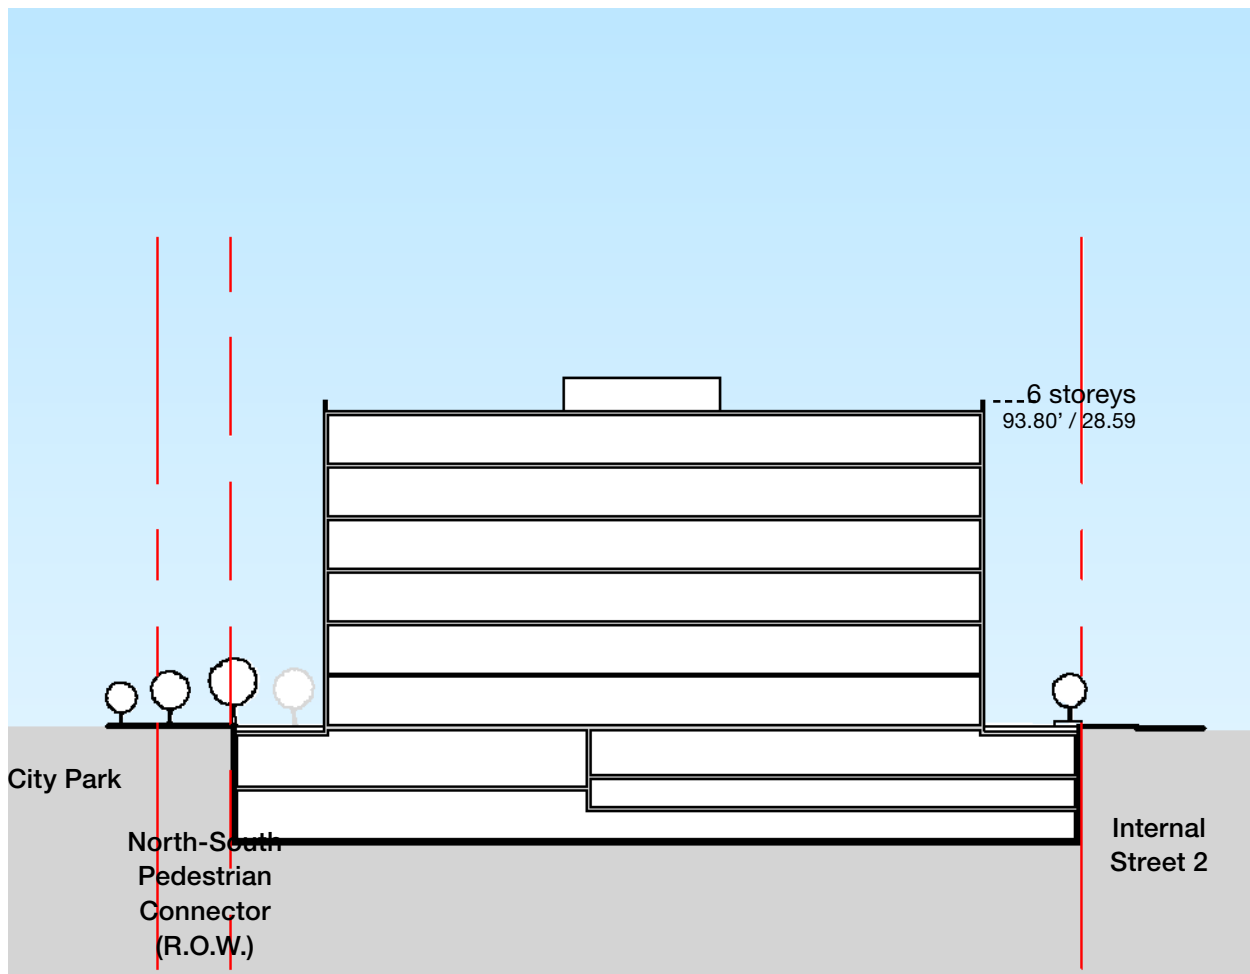 6 storeys
93.80’ / 28.59
City Park
North-South
Pedestrian
Connector
(R.O.W.)
Internal
Street 2